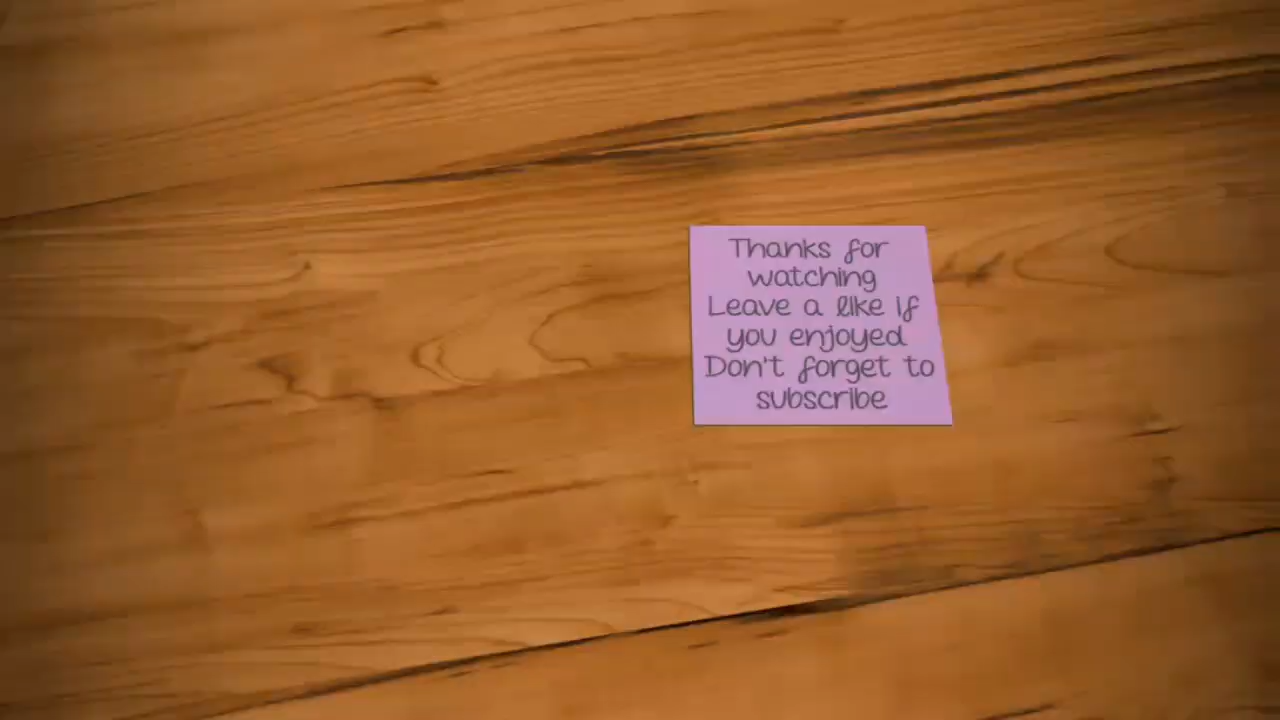 Thanks for
watching
Leave a like if
you enjoyed
Don't forget to
subscribe